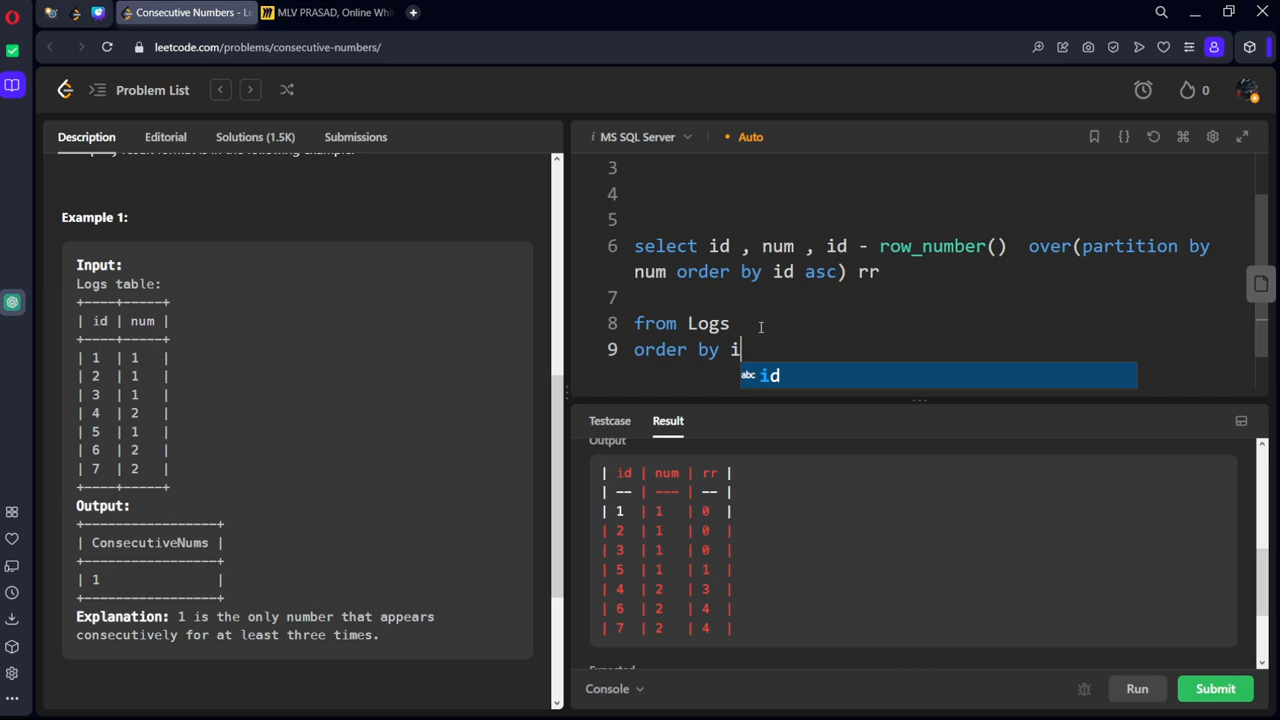 Consecutive Numbers - Le
MLV PRASAD, Online Whit
leetcode.com/problems/consecutive-numbers/
Problem List
0
Description
Editorial
Solutions (1.5K)
Submissions
Example 1:
Input:
Logs table:
+----+-----+
| id | num |
+----+-----+
| 1 | 1 |
| 2 | 1 |
| 3 | 1 |
| 4 | 2 |
| 5 | 1 |
| 6 | 2 |
| 7 | 2 |
+----+-----+
Output:
+-----------------+
| ConsecutiveNums |
+-----------------+
| 1 |
+-----------------+
Explanation: 1 is the only number that appears
consecutively for at least three times.
i MS SQL Server
• Auto
3
4
5
6 select id , num , id - row_number() over(partition by
num order by id asc) rr
7
8 from Logs
9 order by i
abc id
Testcase
Result
Output
| id | num | rr |
| -- | --- | -- |
| 1 | 1 | 0 |
| 2 | 1 | 0 |
| 3 | 1 | 0 |
| 5 | 1 | 1 |
| 4 | 2 | 3 |
| 6 | 2 | 4 |
| 7 | 2 | 4 |
Console
Run
Submit